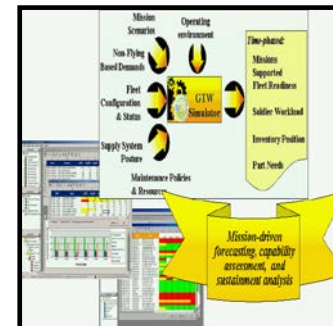 Mission
Scenarios
Operating
environment
Non-Flying
Based Demands
Fleet
Configuration
& Status
Supply System
Posture
Maintenance Policies
& Resources
GTW
Simulator
Time-phased:
Missions
Supported
Fleet Readiness
Soldier Workload
Inventory Position
Part Needs
Mission-driven
forecasting, capability
assessment, and
sustainment analysis